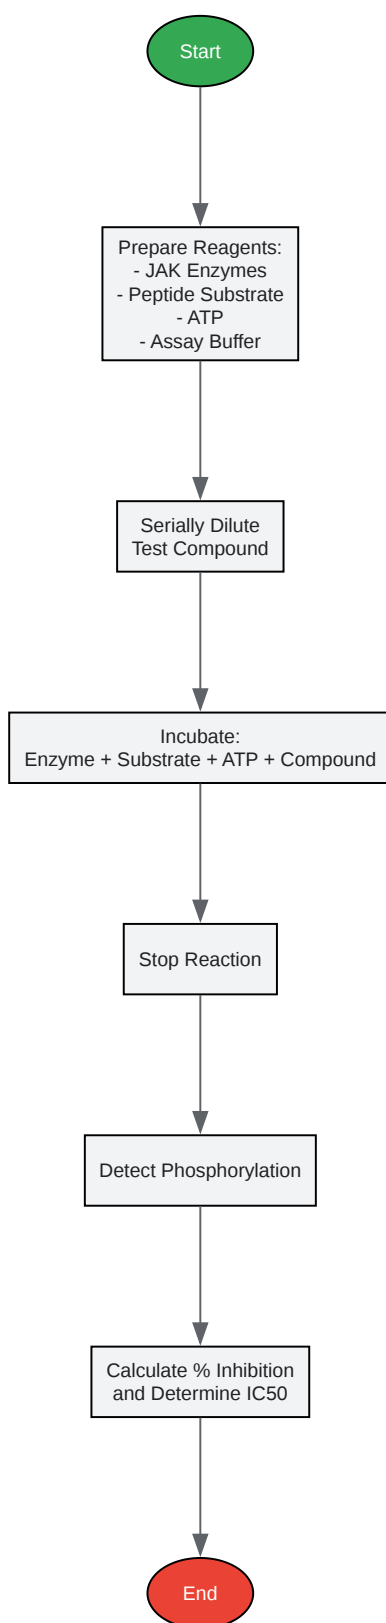 Start
Prepare Reagents:
- JAK Enzymes
- Peptide Substrate
- ATP
- Assay Buffer
Serially Dilute
Test Compound
Incubate:
Enzyme + Substrate + ATP + Compound
Stop Reaction
Detect Phosphorylation
Calculate % Inhibition
and Determine IC50
End